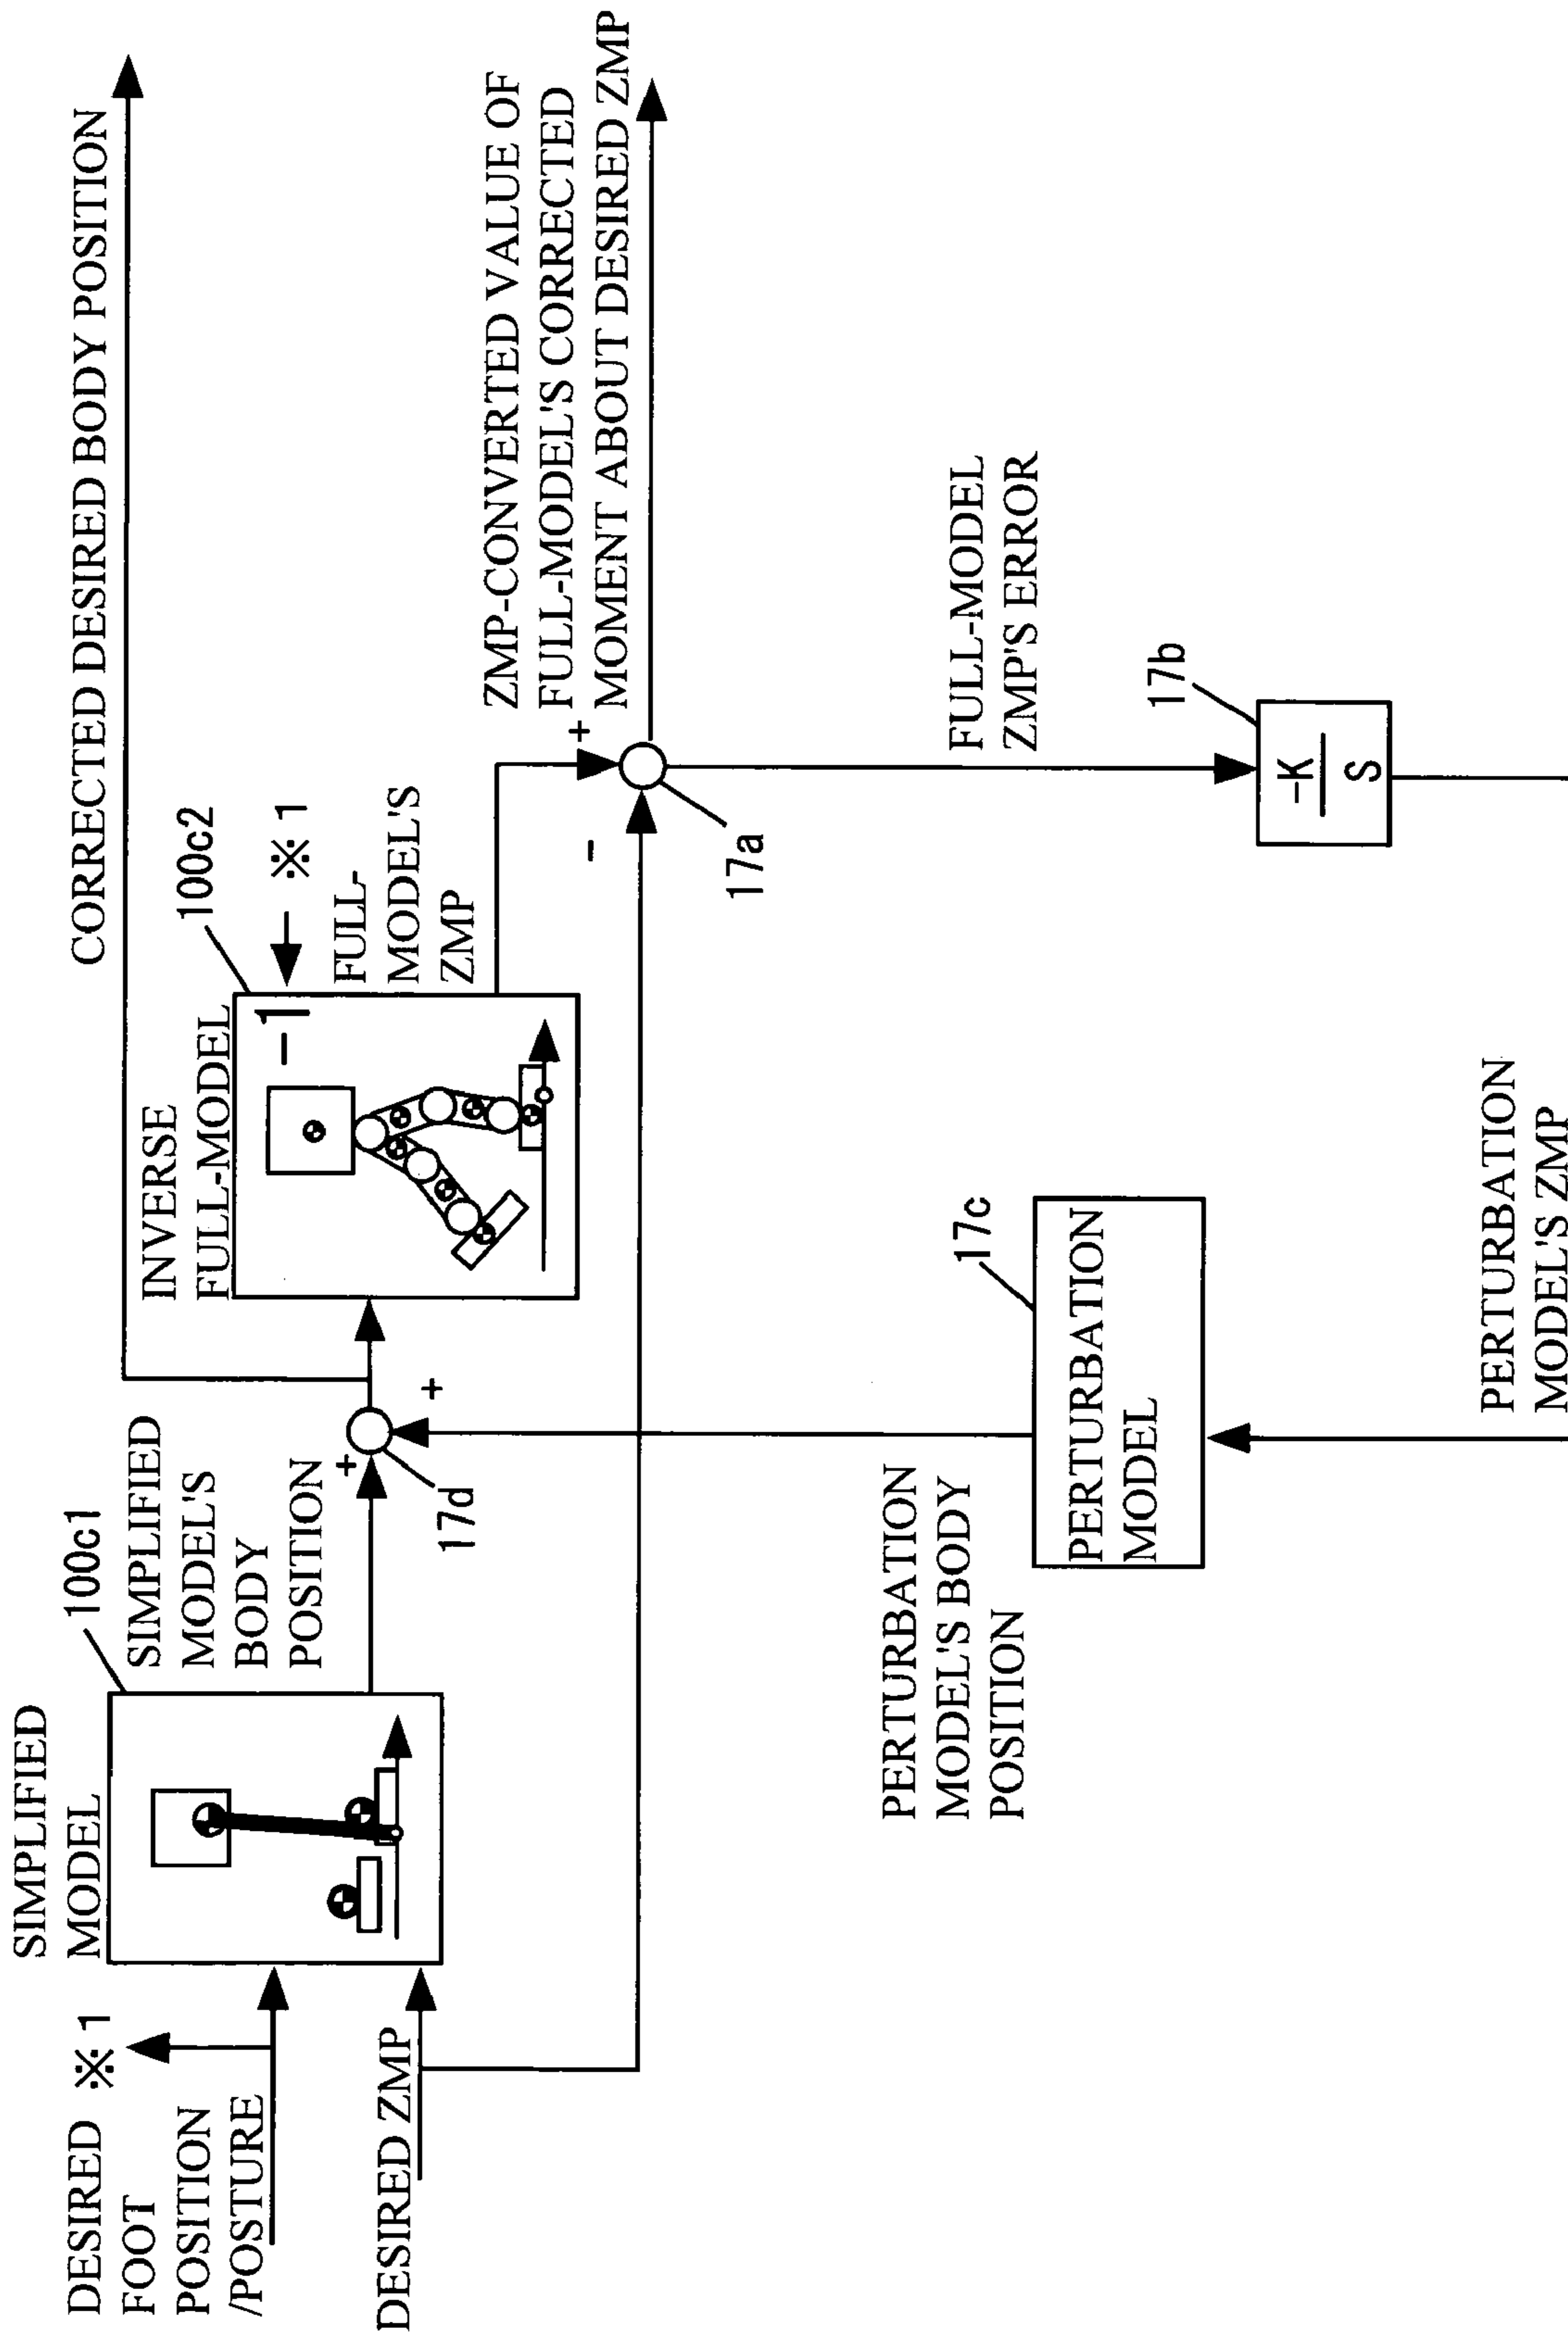 DESIRED
FOOT
POSITION
/POSTURE
※1
DESIRED ZMP
SIMPLIFIED
MODEL
100c1
SIMPLIFIED
MODEL'S
BODY
POSITION
+
+
17d
CORRECTED DESIRED BODY POSITION
INVERSE
FULL-MODEL
100c2
-1
※1
FULL-
MODEL'S
ZMP
+
-
17a
ZMP-CONVERTED VALUE OF
FULL-MODEL'S CORRECTED
MOMENT ABOUT DESIRED ZMP
FULL-MODEL
ZMP'S ERROR
17b
-K
S
PERTURBATION
MODEL'S BODY
POSITION
17c
PERTURBATION
MODEL
PERTURBATION
MODEL'S ZMP